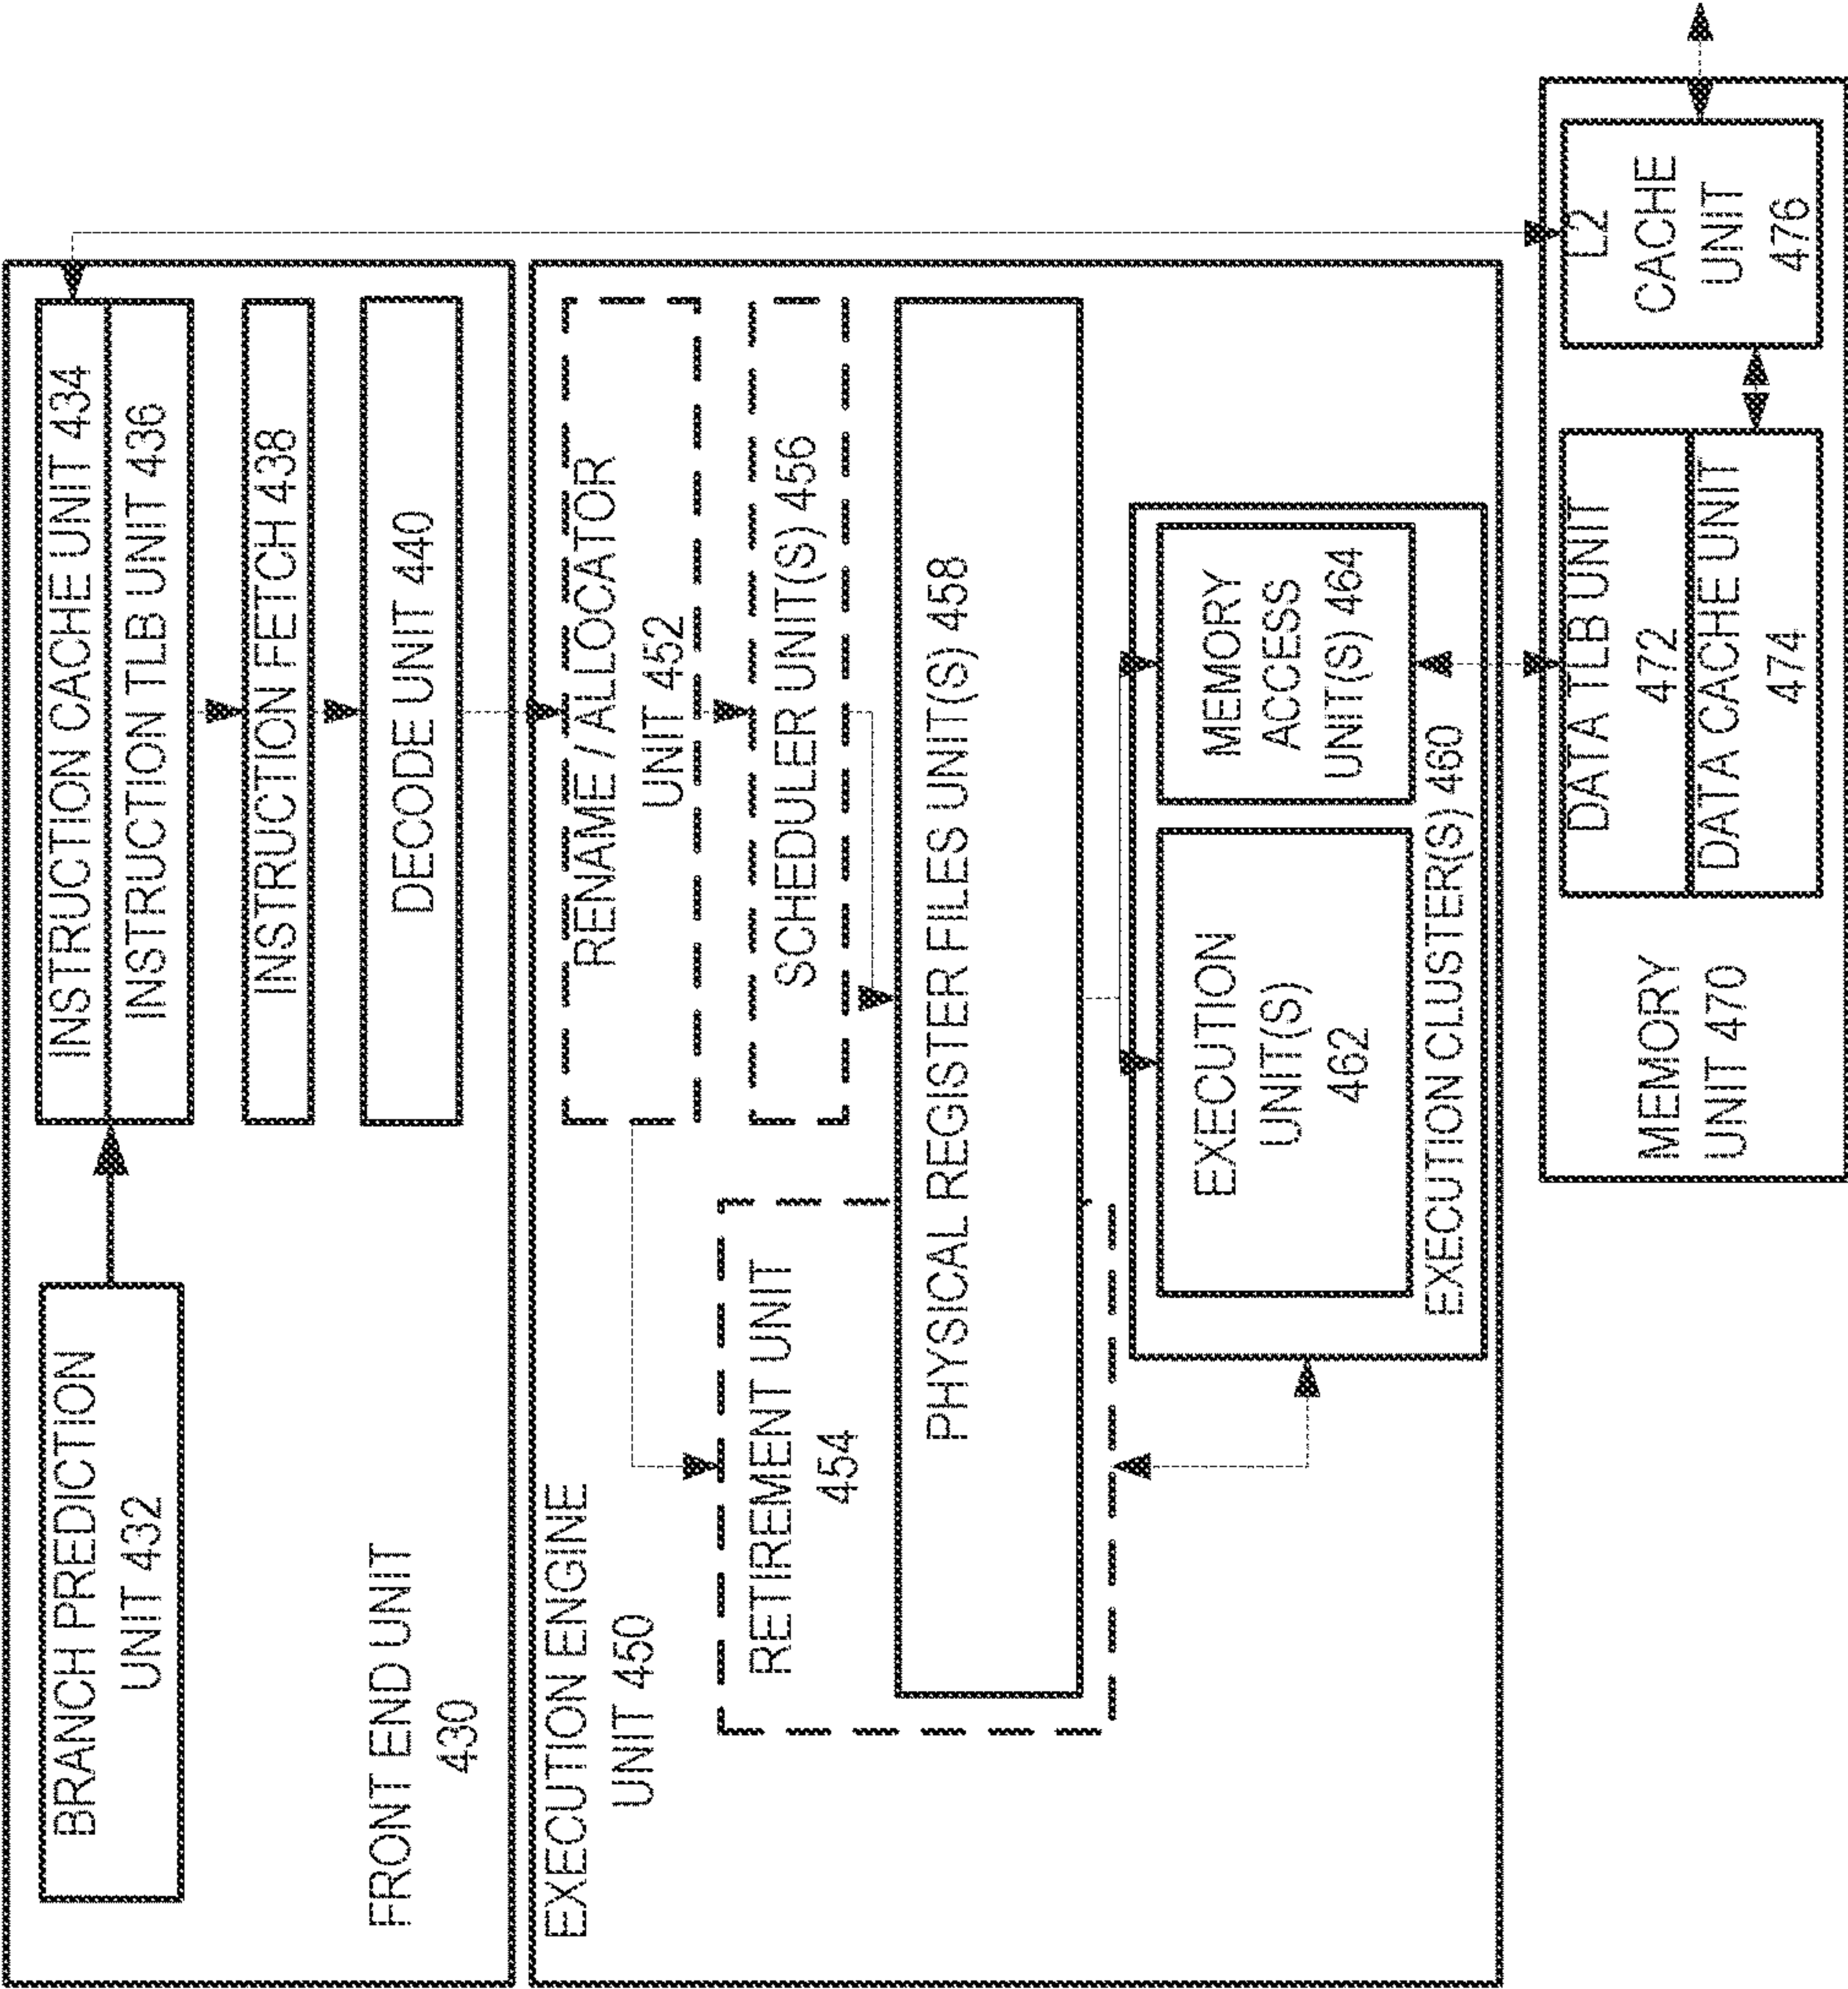 BRANCH PREDICTION
UNIT 432
INSTRUCTION CACHE UNIT 434
INSTRUCTION TLB UNIT 436
INSTRUCTION FETCH 438
DECODE UNIT 440
FRONT END UNIT
430
EXECUTION ENGINE
UNIT 450
RENAME / ALLOCATOR
UNIT 452
SCHEDULER UNIT(S) 456
RETIREMENT UNIT
454
PHYSICAL REGISTER FILES UNIT(S) 458
EXECUTION
UNIT(S)
462
MEMORY
ACCESS
UNIT(S) 464
EXECUTION CLUSTER(S) 460
MEMORY
UNIT 470
DATA TLB UNIT
472
DATA CACHE UNIT
474
L2
CACHE
UNIT
476